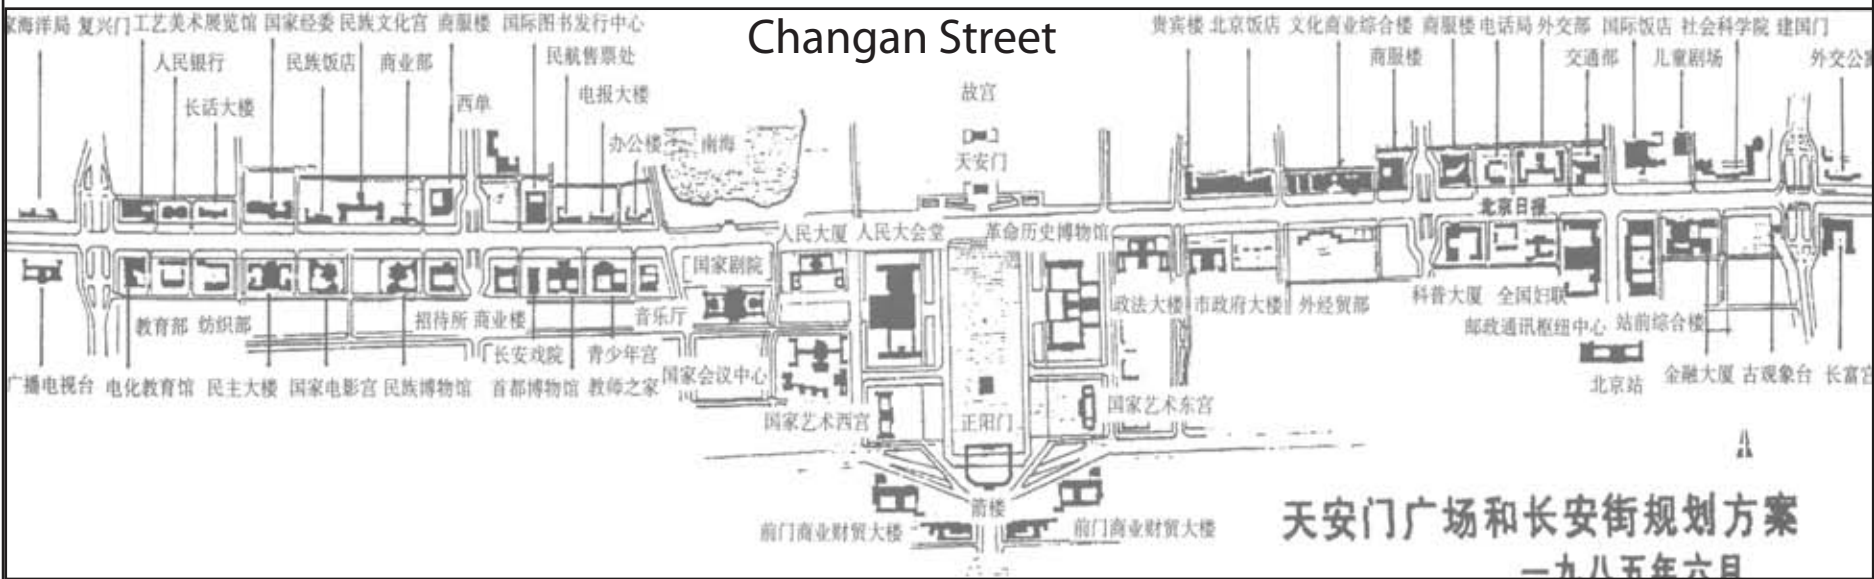 家海洋局 复兴门 工艺美术展览馆 国家经委 民族文化宫 商服楼 国际图书发行中心
Changan Street
贵宾楼 北京饭店 文化商业综合楼 商服楼 电话局 外交部 国际饭店 社会科学院 建国门
人民银行 民族饭店 商业部 民航售票处
商服楼 交通部 儿童剧场 外交公寓
长话大楼 西单 电报大楼
故宫
办公楼 南海 天安门
北京日报
人民大厦 人民大会堂 革命历史博物馆
国家剧院
教育部 纺织部 招待所 商业楼 音乐厅
政法大楼 市政府大楼 外经贸部 科普大厦 全国妇联
邮政通讯枢纽中心 站前综合楼
长安戏院 青少年宫
广播电视台 电化教育馆 民主大楼 国家电影宫 民族博物馆 首都博物馆 教师之家 国家会议中心
北京站 金融大厦 古观象台 长富宫
国家艺术西宫 正阳门 国家艺术东宫
箭楼
前门商业财贸大楼 前门商业财贸大楼
天安门广场和长安街规划方案
一九八五年六月